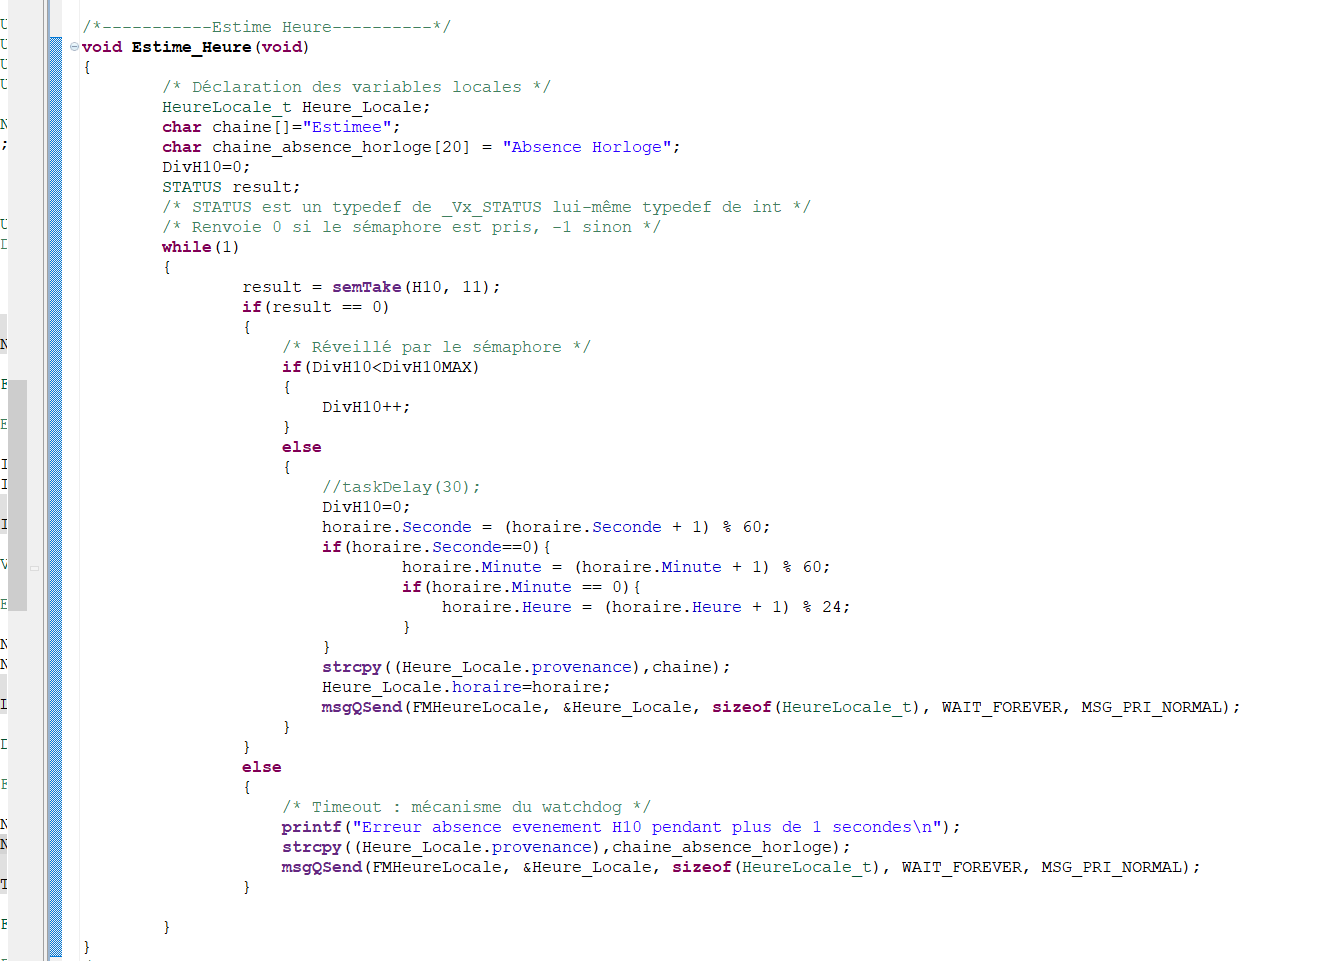 /*-----------Estime Heure----------*/
void Estime_Heure(void)
{
/* Déclaration des variables locales */
HeureLocale_t Heure_Locale;
char chaine[]="Estimee";
char chaine_absence_horloge[20] = "Absence Horloge";
DivH10=0;
STATUS result;
/* STATUS est un typedef de _Vx_STATUS lui-même typedef de int */
/* Renvoie 0 si le sémaphore est pris, -1 sinon */
while(1)
{
result = semTake(H10, 11);
if(result == 0)
{
/* Réveillé par le sémaphore */
if(DivH10<DivH10MAX)
{
DivH10++;
}
else
{
//taskDelay(30);
DivH10=0;
horaire.Seconde = (horaire.Seconde + 1) % 60;
if(horaire.Seconde==0){
horaire.Minute = (horaire.Minute + 1) % 60;
if(horaire.Minute == 0){
horaire.Heure = (horaire.Heure + 1) % 24;
}
}
strcpy((Heure_Locale.provenance),chaine);
Heure_Locale.horaire=horaire;
msgQSend(FMHeureLocale, &Heure_Locale, sizeof(HeureLocale_t), WAIT_FOREVER, MSG_PRI_NORMAL);
}
}
else
{
/* Timeout : mécanisme du watchdog */
printf("Erreur absence evenement H10 pendant plus de 1 secondes\n");
strcpy((Heure_Locale.provenance),chaine_absence_horloge);
msgQSend(FMHeureLocale, &Heure_Locale, sizeof(HeureLocale_t), WAIT_FOREVER, MSG_PRI_NORMAL);
}
}
}